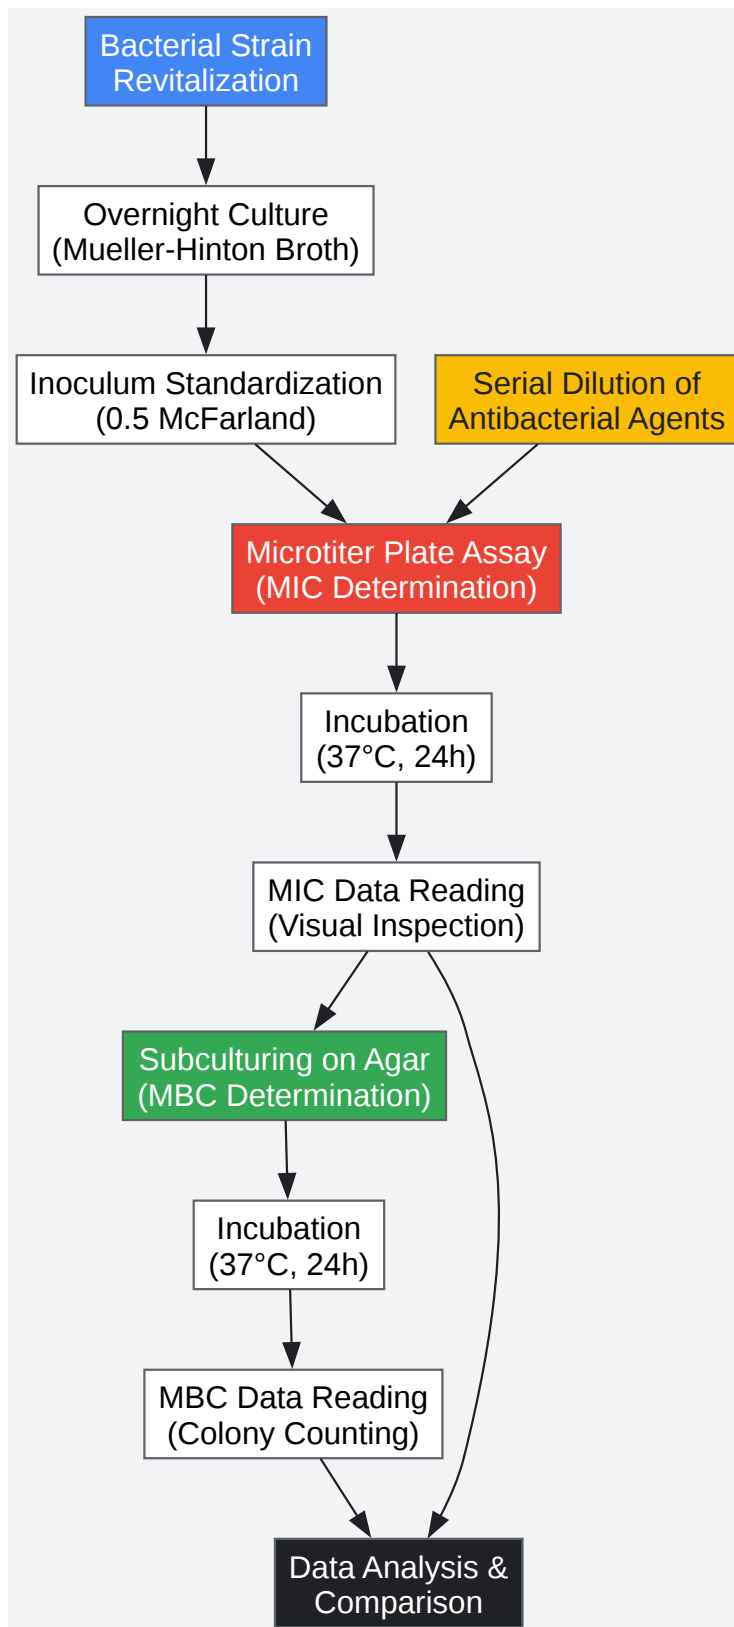 Bacterial Strain
Revitalization
Overnight Culture
(Mueller-Hinton Broth)
Inoculum Standardization
(0.5 McFarland)
Serial Dilution of
Antibacterial Agents
Microtiter Plate Assay
(MIC Determination)
Incubation
(37°C, 24h)
MIC Data Reading
(Visual Inspection)
Subculturing on Agar
(MBC Determination)
Incubation
(37°C, 24h)
MBC Data Reading
(Colony Counting)
Data Analysis &
Comparison